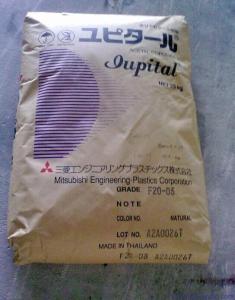 ユピタール
Iupital
NET 25kg
三菱エンジニアリングプラスチックス株式会社
Mitsubishi Engineering-Plastics Corporation
GRADE F20-03
NOTE
COLOR NO. NATURAL
LOT NO. A2A0026T
MADE IN THAILAND
F20-03 A2A0026T